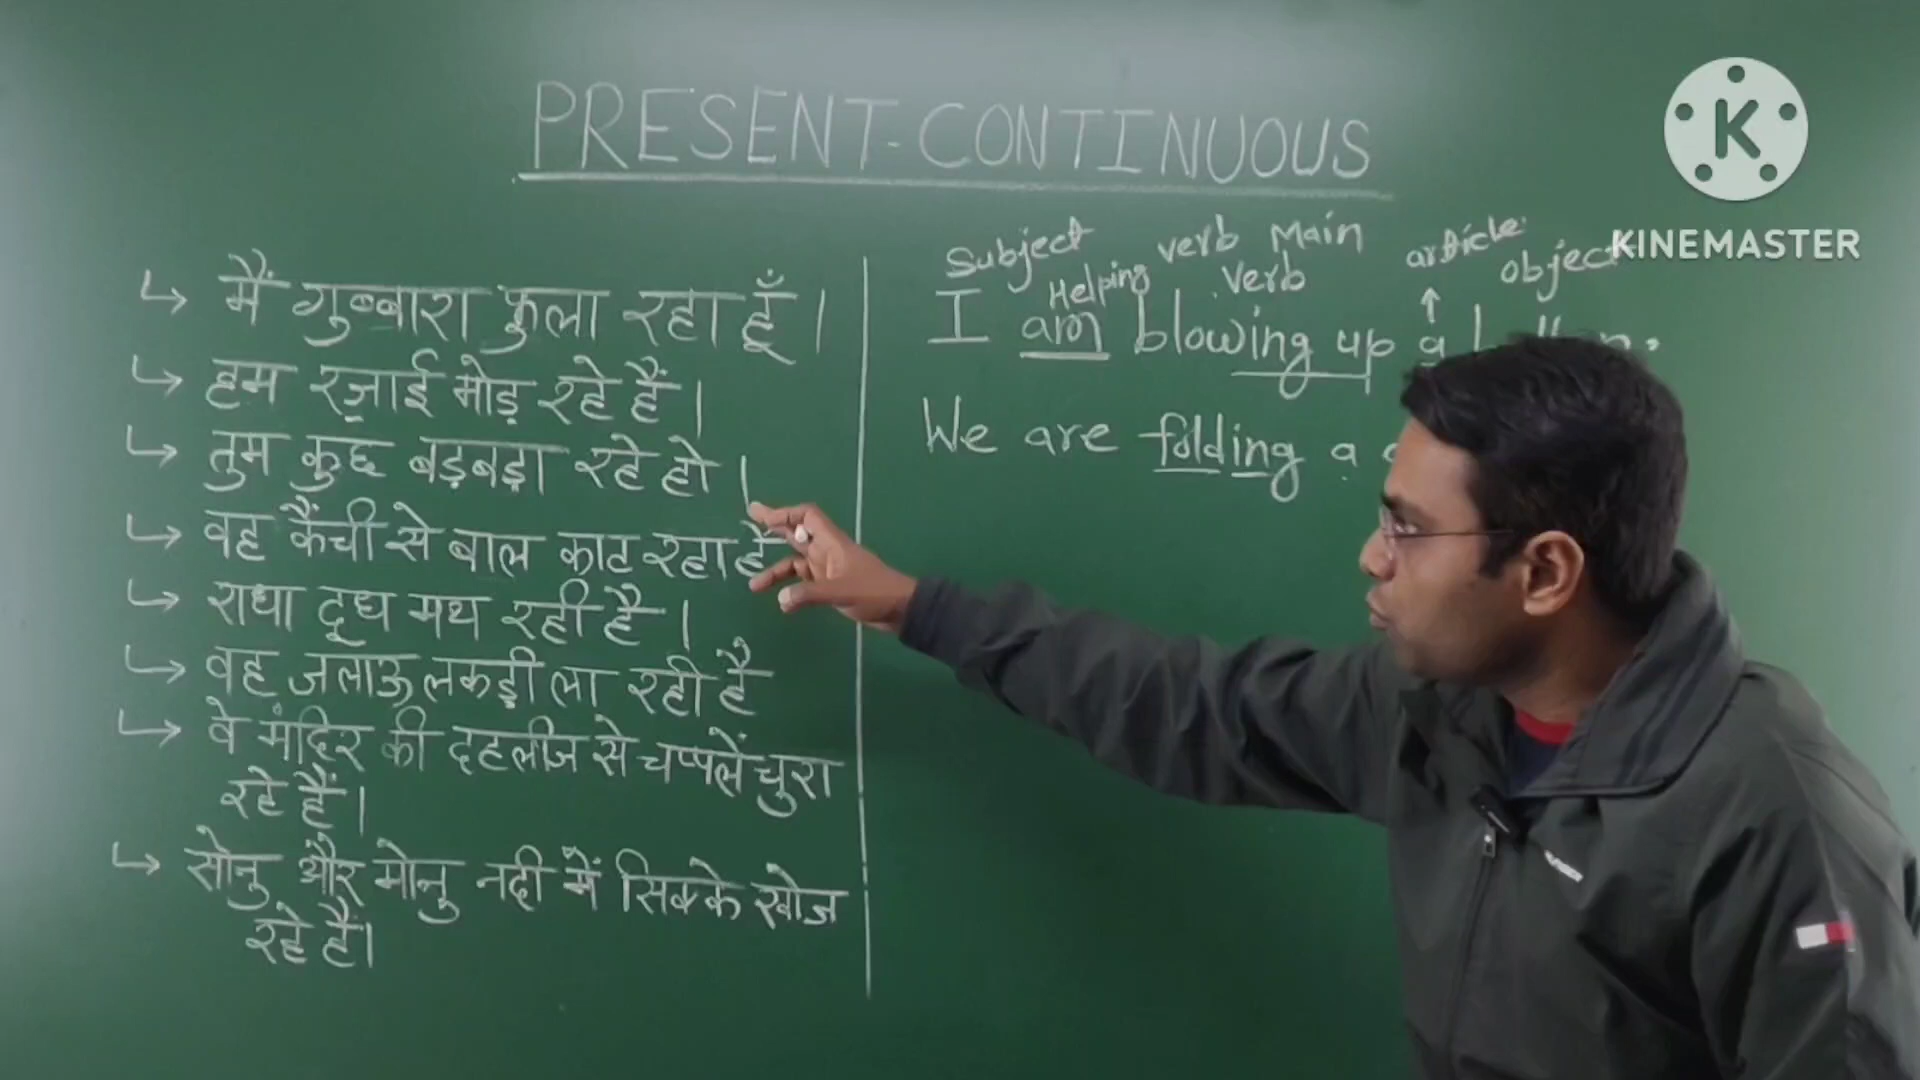 PRESENT-CONTINUOUS
→ मैं गुब्बारा फुला रहा हूँ।
→ हम रज़ाई मोड़ रहे हैं।
→ तुम कुछ बड़बड़ा रहे हो।
→ वह कैंची से बाल काट रहा है
→ राधा दूध मथ रही है।
→ वह जलाऊ लकड़ी ला रही है
→ वे मंदिर की दहलीज से चप्पलें चुरा
रहे हैं।
→ सोनु और मोनु नदी में सिक्के खोज
रहे हैं।
Subject Helping verb Main Verb article object
I am blowing up a
We are folding a
KINEMASTER